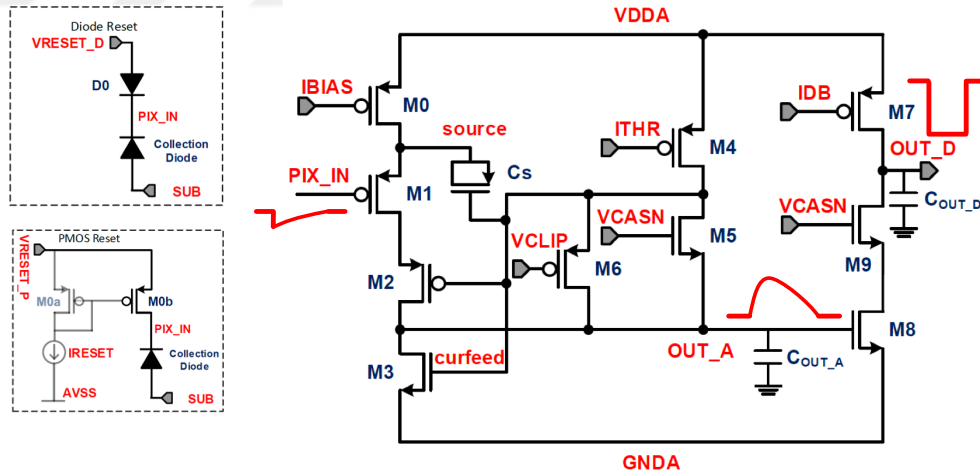 Diode Reset
VRESET_D
D0
PIX_IN
Collection
Diode
SUB
PMOS Reset
VRESET_P
M0a
M0b
PIX_IN
IRESET
Collection
Diode
AVSS
SUB
VDDA
IBIAS
M0
source
Cs
PIX_IN
M1
M2
M3
curfeed
ITHR
M4
VCASN
M5
VCLIP
M6
OUT_A
COUT_A
IDB
M7
OUT_D
COUT_D
VCASN
M9
M8
GNDA